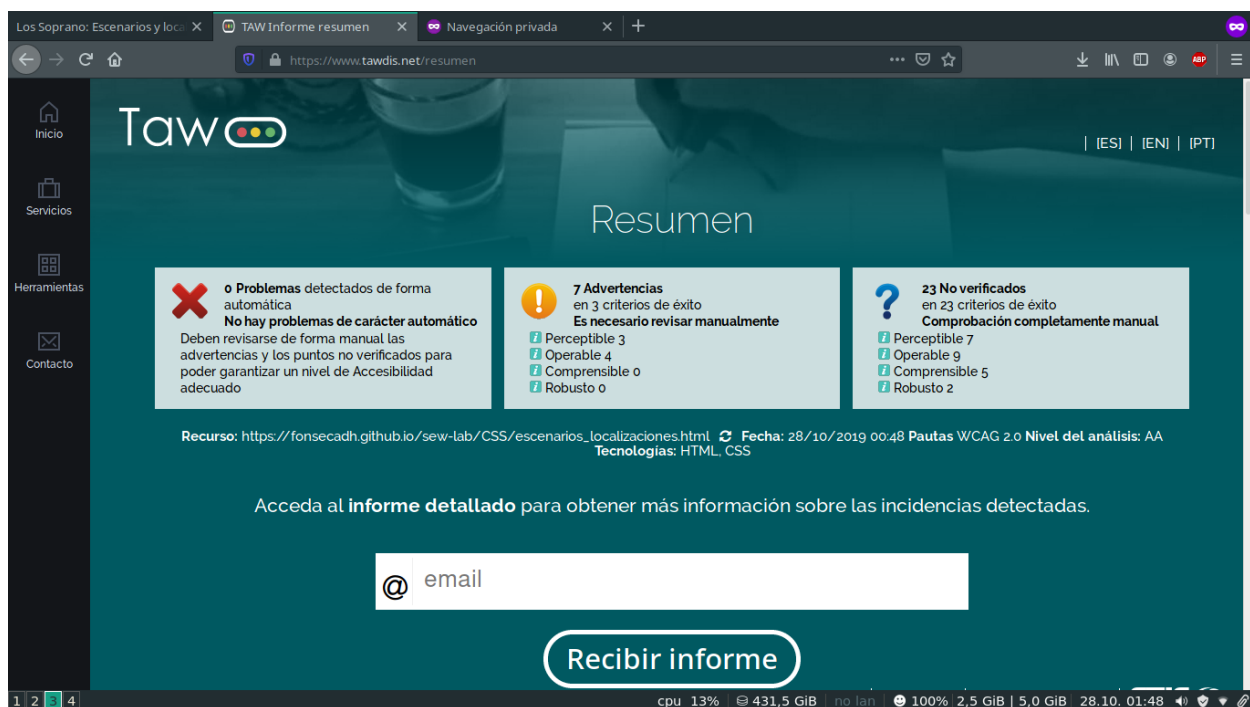 Los Soprano: Escenarios y loca
TAW Informe resumen
Navegación privada
https://www.tawdis.net/resumen
ABP
Inicio
Servicios
Herramientas
Contacto
Taw
| [ES] | [EN] | [PT]
Resumen
0 Problemas detectados de forma
automática
No hay problemas de carácter automático
Deben revisarse de forma manual las
advertencias y los puntos no verificados para
poder garantizar un nivel de Accesibilidad
adecuado
7 Advertencias
en 3 criterios de éxito
Es necesario revisar manualmente
Perceptible 3
Operable 4
Comprensible 0
Robusto 0
23 No verificados
en 23 criterios de éxito
Comprobación completamente manual
Perceptible 7
Operable 9
Comprensible 5
Robusto 2
Recurso: https://fonsecadh.github.io/sew-lab/CSS/escenarios_localizaciones.html Fecha: 28/10/2019 00:48 Pautas WCAG 2.0 Nivel del análisis: AA
Tecnologías: HTML, CSS
Acceda al informe detallado para obtener más información sobre las incidencias detectadas.
@ email
Recibir informe
1 2 3 4
cpu 13% | 431,5 GiB | no lan | 100% | 2,5 GiB | 5,0 GiB | 28.10. 01:48